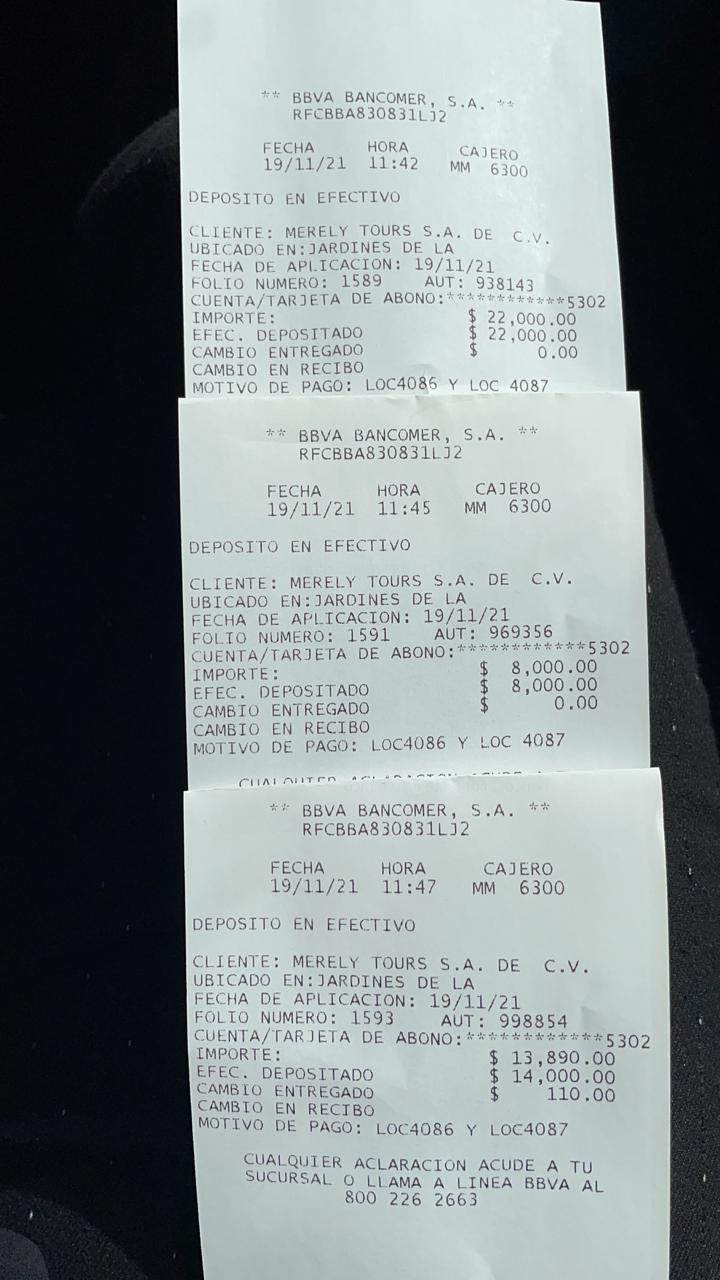 ** BBVA BANCOMER, S.A. **
RFCBBA830831LJ2
FECHA HORA CAJERO
19/11/21 11:42 MM 6300
DEPOSITO EN EFECTIVO
CLIENTE: MERELY TOURS S.A. DE C.V.
UBICADO EN:JARDINES DE LA
FECHA DE APLICACION: 19/11/21
FOLIO NUMERO: 1589 AUT: 938143
CUENTA/TARJETA DE ABONO:************5302
IMPORTE: $ 22,000.00
EFEC. DEPOSITADO $ 22,000.00
CAMBIO ENTREGADO $ 0.00
CAMBIO EN RECIBO
MOTIVO DE PAGO: LOC4086 Y LOC 4087
** BBVA BANCOMER, S.A. **
RFCBBA830831LJ2
FECHA HORA CAJERO
19/11/21 11:45 MM 6300
DEPOSITO EN EFECTIVO
CLIENTE: MERELY TOURS S.A. DE C.V.
UBICADO EN:JARDINES DE LA
FECHA DE APLICACION: 19/11/21
FOLIO NUMERO: 1591 AUT: 969356
CUENTA/TARJETA DE ABONO:************5302
IMPORTE: $ 8,000.00
EFEC. DEPOSITADO $ 8,000.00
CAMBIO ENTREGADO $ 0.00
CAMBIO EN RECIBO
MOTIVO DE PAGO: LOC4086 Y LOC 4087
CUALQUIER ACLARACION ACUDE A
** BBVA BANCOMER, S.A. **
RFCBBA830831LJ2
FECHA HORA CAJERO
19/11/21 11:47 MM 6300
DEPOSITO EN EFECTIVO
CLIENTE: MERELY TOURS S.A. DE C.V.
UBICADO EN:JARDINES DE LA
FECHA DE APLICACION: 19/11/21
FOLIO NUMERO: 1593 AUT: 998854
CUENTA/TARJETA DE ABONO:************5302
IMPORTE: $ 13,890.00
EFEC. DEPOSITADO $ 14,000.00
CAMBIO ENTREGADO $ 110.00
CAMBIO EN RECIBO
MOTIVO DE PAGO: LOC4086 Y LOC4087
CUALQUIER ACLARACION ACUDE A TU
SUCURSAL O LLAMA A LINEA BBVA AL
800 226 2663